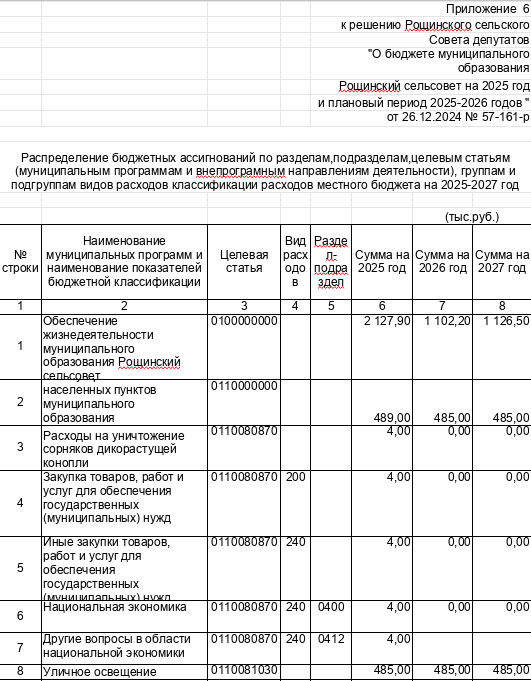 Приложение 6
к решению Рощинского сельского
Совета депутатов
"О бюджете муниципального
образования
Рощинский сельсовет на 2025 год
и плановый период 2025-2026 годов "
от 26.12.2024 № 57-161-р
Распределение бюджетных ассигнований по разделам,подразделам,целевым статьям
(муниципальным программам и внепрогрмным направлениям деятельности), группам и
подгруппам видов расходов классификации расходов местного бюджета на 2025-2027 год
(тыс.руб.)
№
строки
Наименование
муниципальных программ и
наименование показателей
бюджетной классификации
Целевая
статья
Вид
расх
одо
в
Разде
л-
подра
здел
Сумма на
2025 год
Сумма на
2026 год
Сумма на
2027 год
1 2 3 4 5 6 7 8
1
Обеспечение
жизнедеятельности
муниципального
образования Рощинский
сельсовет
0100000000 2 127,90 1 102,20 1 126,50
2
населенных пунктов
муниципального
образования
0110000000 489,00 485,00 485,00
3
Расходы на уничтожение
сорняков дикорастущей
конопли
0110080870 4,00 0,00 0,00
4
Закупка товаров, работ и
услуг для обеспечения
государственных
(муниципальных) нужд
0110080870 200 4,00 0,00 0,00
5
Иные закупки товаров,
работ и услуг для
обеспечения
государственных
(муниципальных) нужд
0110080870 240 4,00 0,00 0,00
6 Национальная экономика 0110080870 240 0400 4,00 0,00 0,00
7
Другие вопросы в области
национальной экономики
0110080870 240 0412 4,00
8 Уличное освещение 0110081030 485,00 485,00 485,00